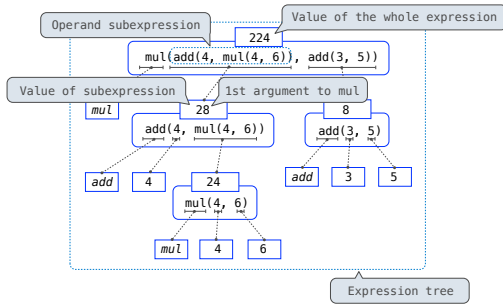 Operand subexpression
Value of the whole expression
224
mul(add(4, mul(4, 6)), add(3, 5))
Value of subexpression
1st argument to mul
mul
28
8
add(4, mul(4, 6))
add(3, 5)
add
4
24
add
3
5
mul(4, 6)
mul
4
6
Expression tree